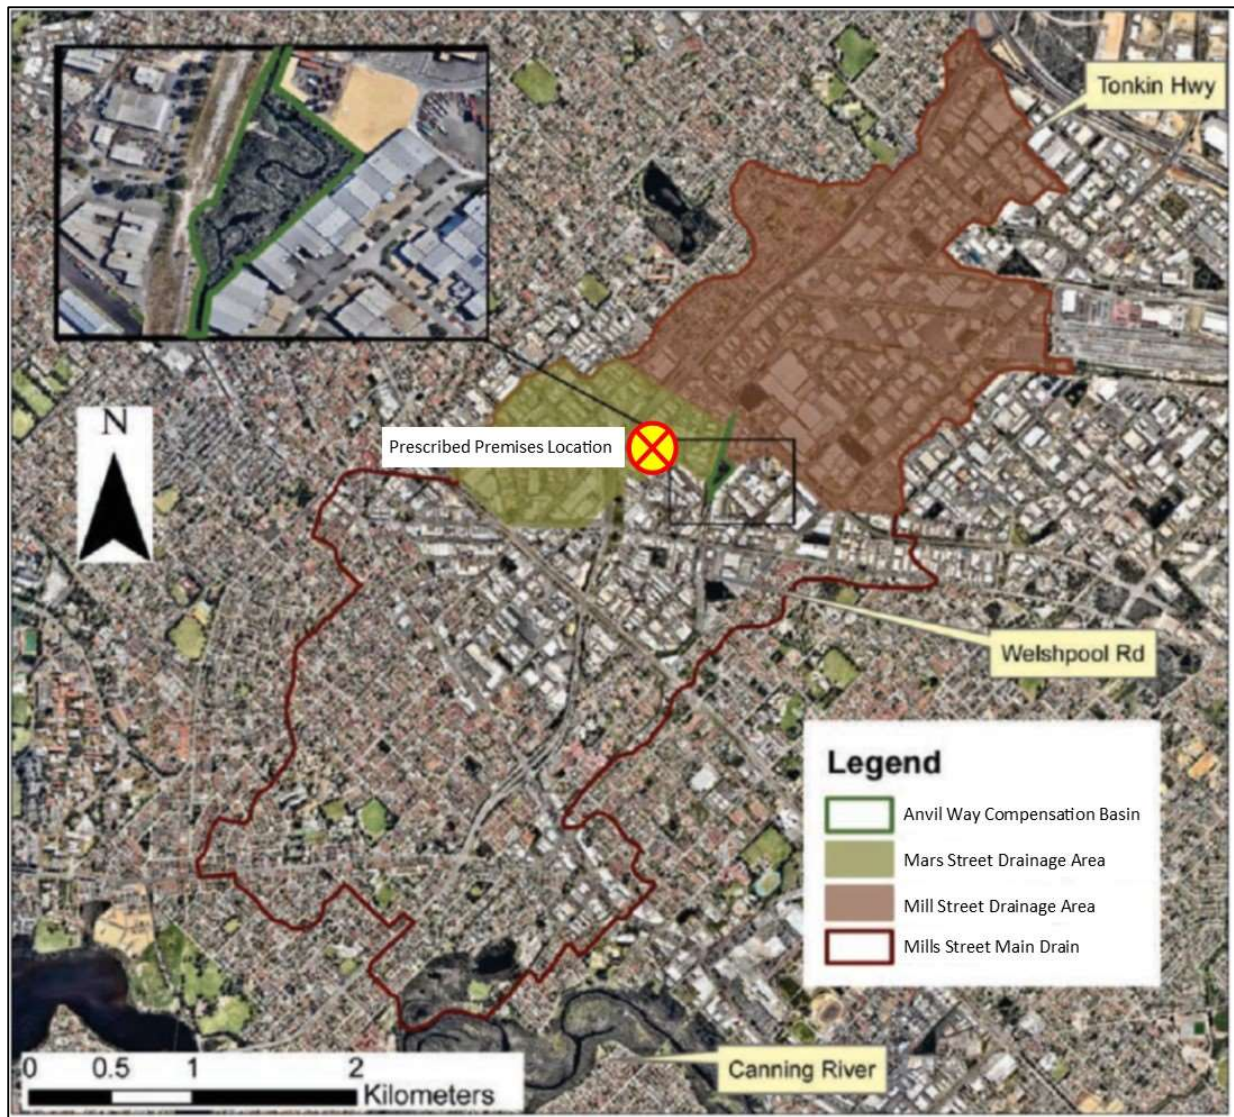 Tonkin Hwy
N
Prescribed Premises Location
Welshpool Rd
Legend
Anvil Way Compensation Basin
Mars Street Drainage Area
Mill Street Drainage Area
Mills Street Main Drain
Canning River
0 0.5 1 2
Kilometers